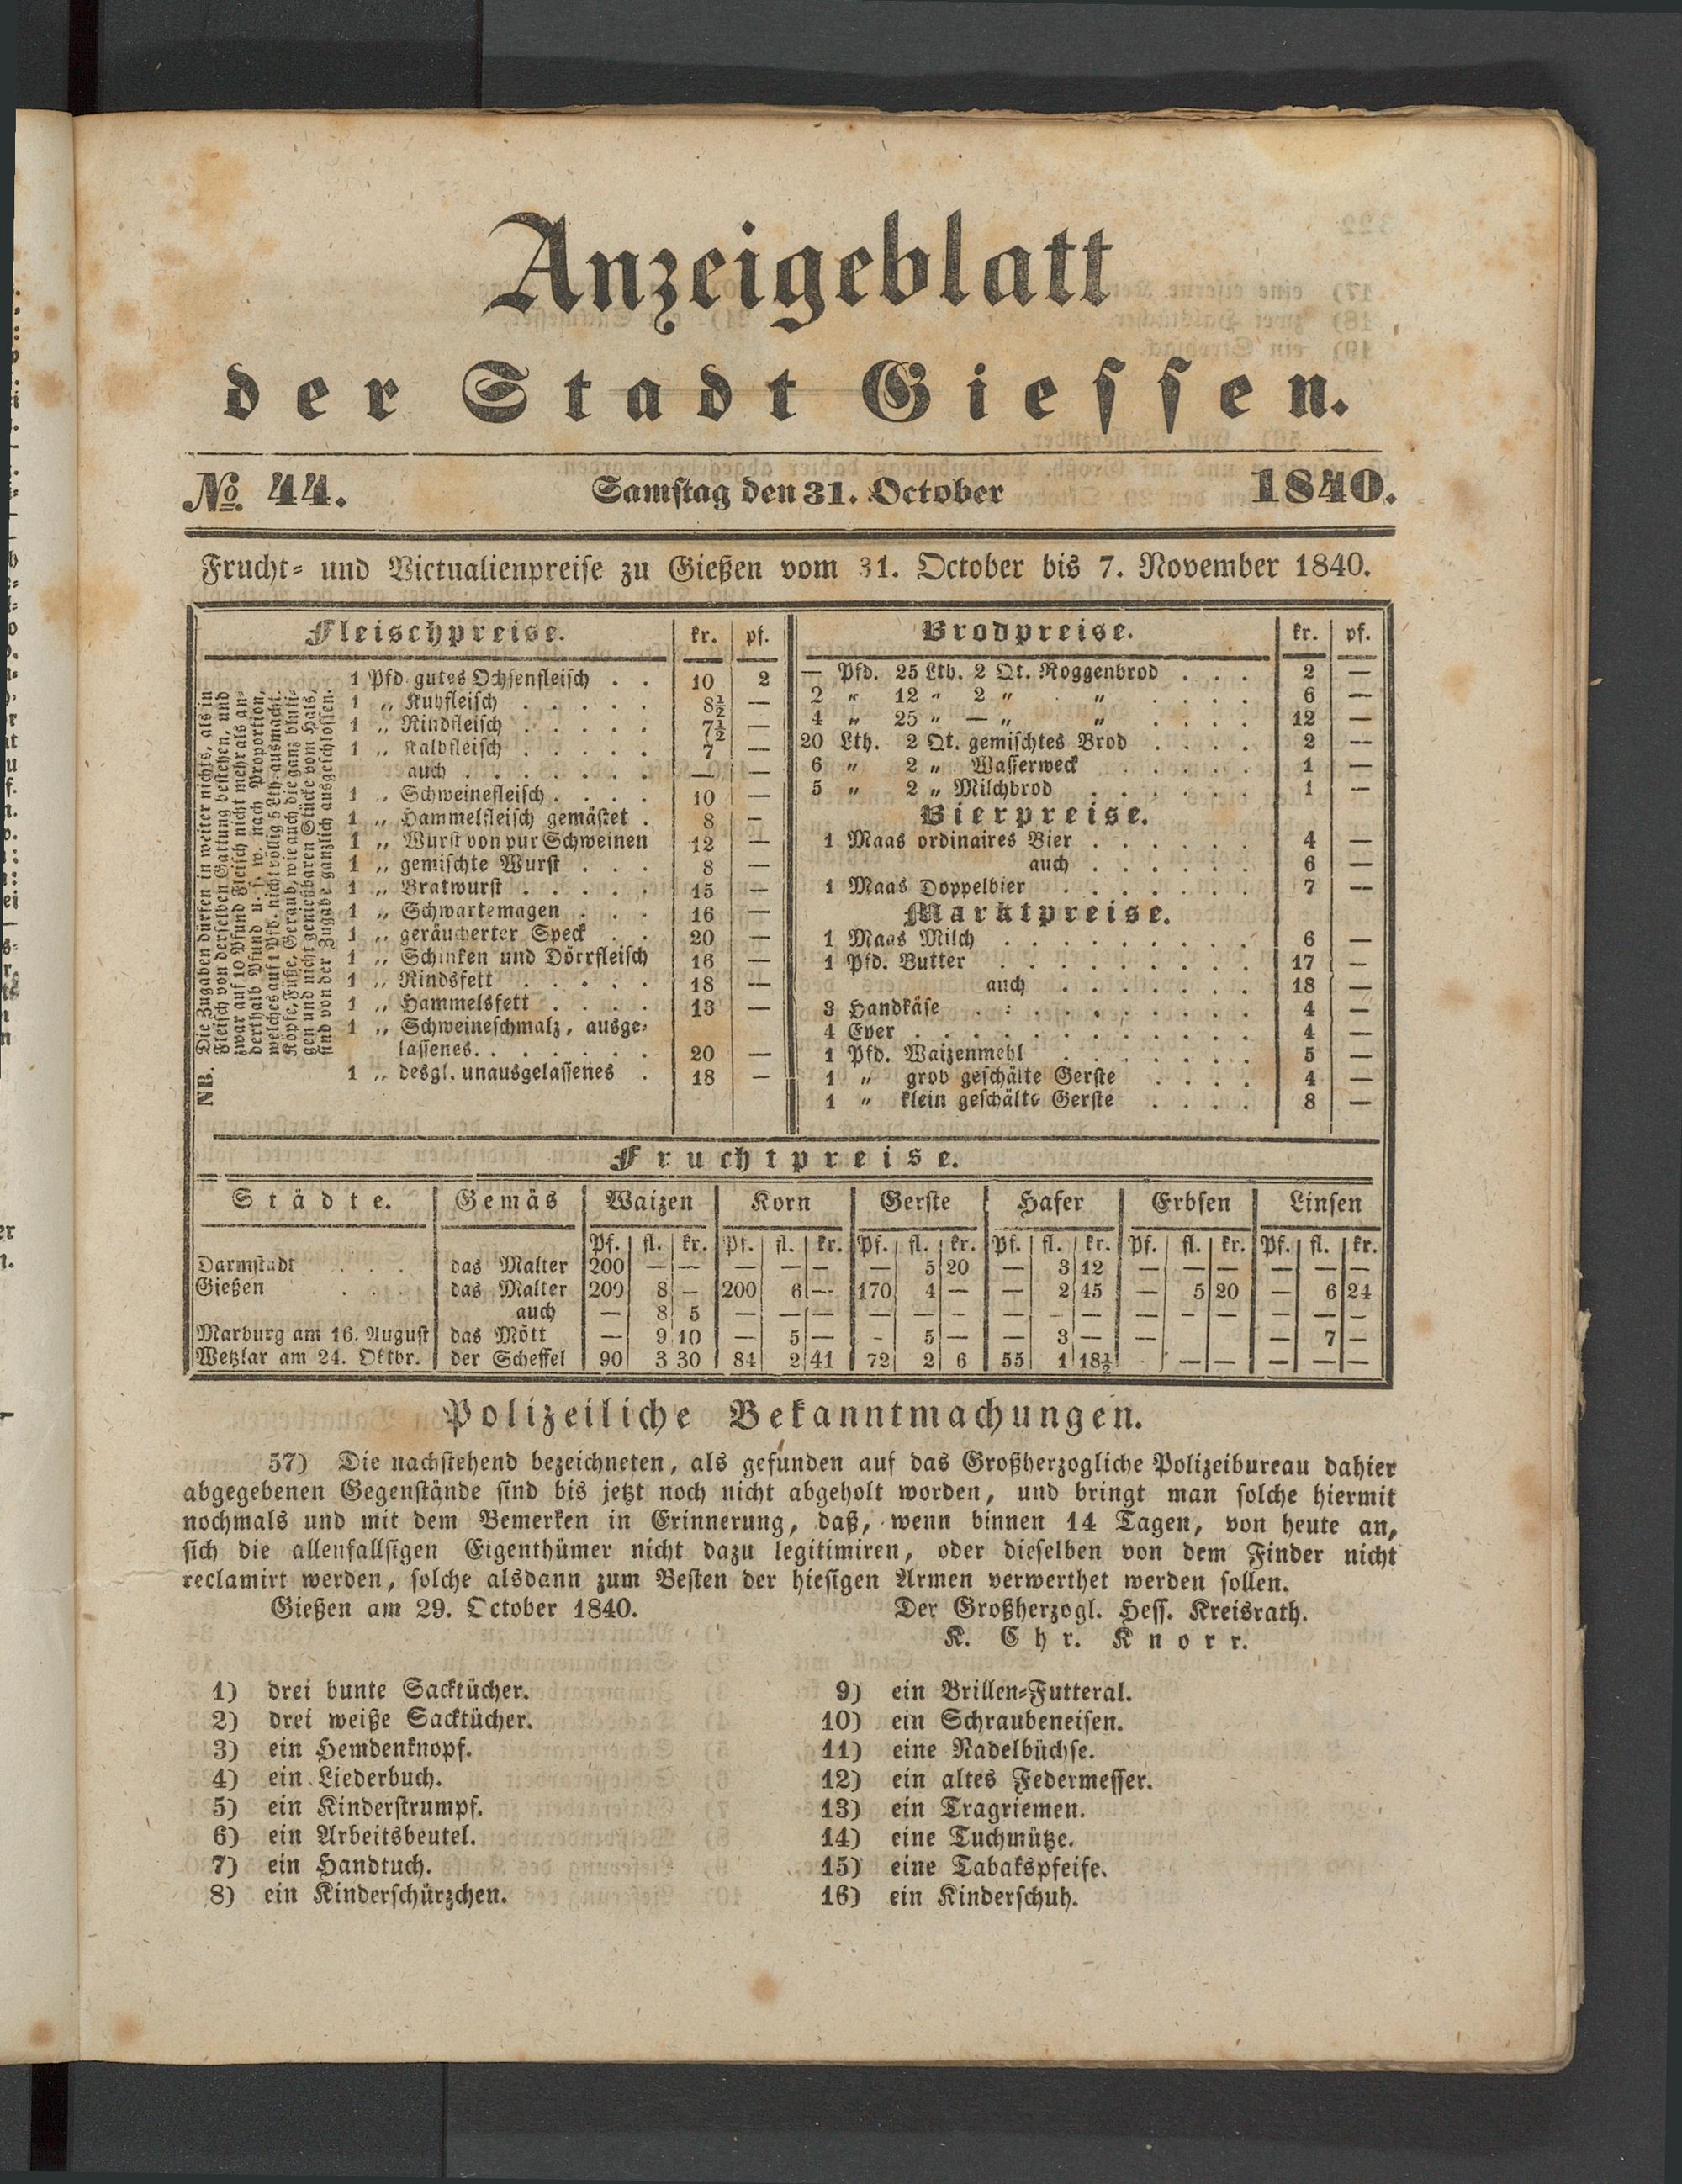 Anzeigeblatt
der Stadt Giessen.
No. 44. Samstag den 31. October 1840.
Frucht- und Victualienpreise zu Gießen vom 31. October bis 7. November 1840.
Fleischpreise. kr. pf.
NB. Die Zugaben dürfen in weiter nichts, als in
Fleisch von derselben Gattung bestehen, und
zwar auf 10 Pfund Fleisch nicht mehr als an-
derthalb Pfund u. s. w. nach Proportion,
welches auf 1 Pfd. nicht völlig 5 Lth. ausmacht.
Köpfe, Füße, Geraub, wie auch die ganz bluti-
gen und nicht genießbaren Stücke vom Hals,
sind von der Zugabe gänzlich ausgeschlossen.
1 Pfd gutes Ochsenfleisch . . 10 2
1 „ Kuhfleisch . . . . . 8½ —
1 „ Rindfleisch . . . . . 7½ —
1 „ Kalbfleisch . . . . . 7 —
auch . . . . . . . — —
1 „ Schweinefleisch . . . . 10 —
1 „ Hammelfleisch gemästet . 8 —
1 „ Wurst von pur Schweinen 12 —
1 „ gemischte Wurst . . . 8 —
1 „ Bratwurst . . . . . 15 —
1 „ Schwartemagen . . . 16 —
1 „ geräucherter Speck . . 20 —
1 „ Schinken und Dörrfleisch 16 —
1 „ Rindsfett . . . . . 18 —
1 „ Hammelsfett . . . . 13 —
1 „ Schweineschmalz, ausge-
lassenes. . . . . . . 20 —
1 „ desgl. unausgelassenes . 18 —
Brodpreise. kr. pf.
— Pfd. 25 Lth. 2 Qt. Roggenbrod . . . 2 —
2 „ 12 „ 2 „ „ . . . . 6 —
4 „ 25 „ — „ „ . . . . 12 —
20 Lth. 2 Qt. gemischtes Brod . . . . 2 —
6 „ 2 „ Wasserweck . . . . . 1 —
5 „ 2 „ Milchbrod . . . . . . 1 —
Bierpreise.
1 Maas ordinaires Bier . . . . . . 4 —
auch . . . . . . 6 —
1 Maas Doppelbier . . . . . . . 7 —
Marktpreise.
1 Maas Milch . . . . . . . . . 6 —
1 Pfd. Butter . . . . . . . . . 17 —
auch . . . . . . . 18 —
3 Handkäse . . . . . . . . . 4 —
4 Eyer . . . . . . . . . . . . 4 —
1 Pfd. Waizenmehl . . . . . . . 5 —
1 „ grob geschälte Gerste . . . . 4 —
1 „ klein geschälte Gerste . . . . 8 —
Fruchtpreise.
Städte. Gemäs Waizen Korn Gerste Hafer Erbsen Linsen
Pf. fl. kr. Pf. fl. kr. Pf. fl. kr. Pf. fl. kr. Pf. fl. kr. Pf. fl. kr.
Darmstadt . . . das Malter 200 — — — — — — 5 20 — 3 12 — — — — — —
Gießen . . . das Malter 200 8 — 200 6 — 170 4 — — 2 45 — 5 20 — 6 24
auch — 8 5 — — — — — — — — — — — — — — —
Marburg am 16. August das Mött — 9 10 — 5 — — 5 — — 3 — — — 7 —
Wetzlar am 24. Oktbr. der Scheffel 90 3 30 84 2 41 72 2 6 55 1 18½ - — — — — —
Polizeiliche Bekanntmachungen.
57) Die nachstehend bezeichneten, als gefunden auf das Großherzogliche Polizeibureau dahier
abgegebenen Gegenstände sind bis jetzt noch nicht abgeholt worden, und bringt man solche hiermit
nochmals und mit dem Bemerken in Erinnerung, daß, wenn binnen 14 Tagen, von heute an,
sich die allenfallsigen Eigenthümer nicht dazu legitimiren, oder dieselben von dem Finder nicht
reclamirt werden, solche alsdann zum Besten der hiesigen Armen verwerthet werden sollen.
Gießen am 29. October 1840. Der Großherzogl. Hess. Kreisrath.
K. Chr. Knorr.
1) drei bunte Sacktücher.
2) drei weiße Sacktücher.
3) ein Hemdenknopf.
4) ein Liederbuch.
5) ein Kinderstrumpf.
6) ein Arbeitsbeutel.
7) ein Handtuch.
8) ein Kinderschürzchen.
9) ein Brillen-Futteral.
10) ein Schraubeneisen.
11) eine Nadelbüchse.
12) ein altes Federmesser.
13) ein Tragriemen.
14) eine Tuchmütze.
15) eine Tabakspfeife.
16) ein Kinderschuh.